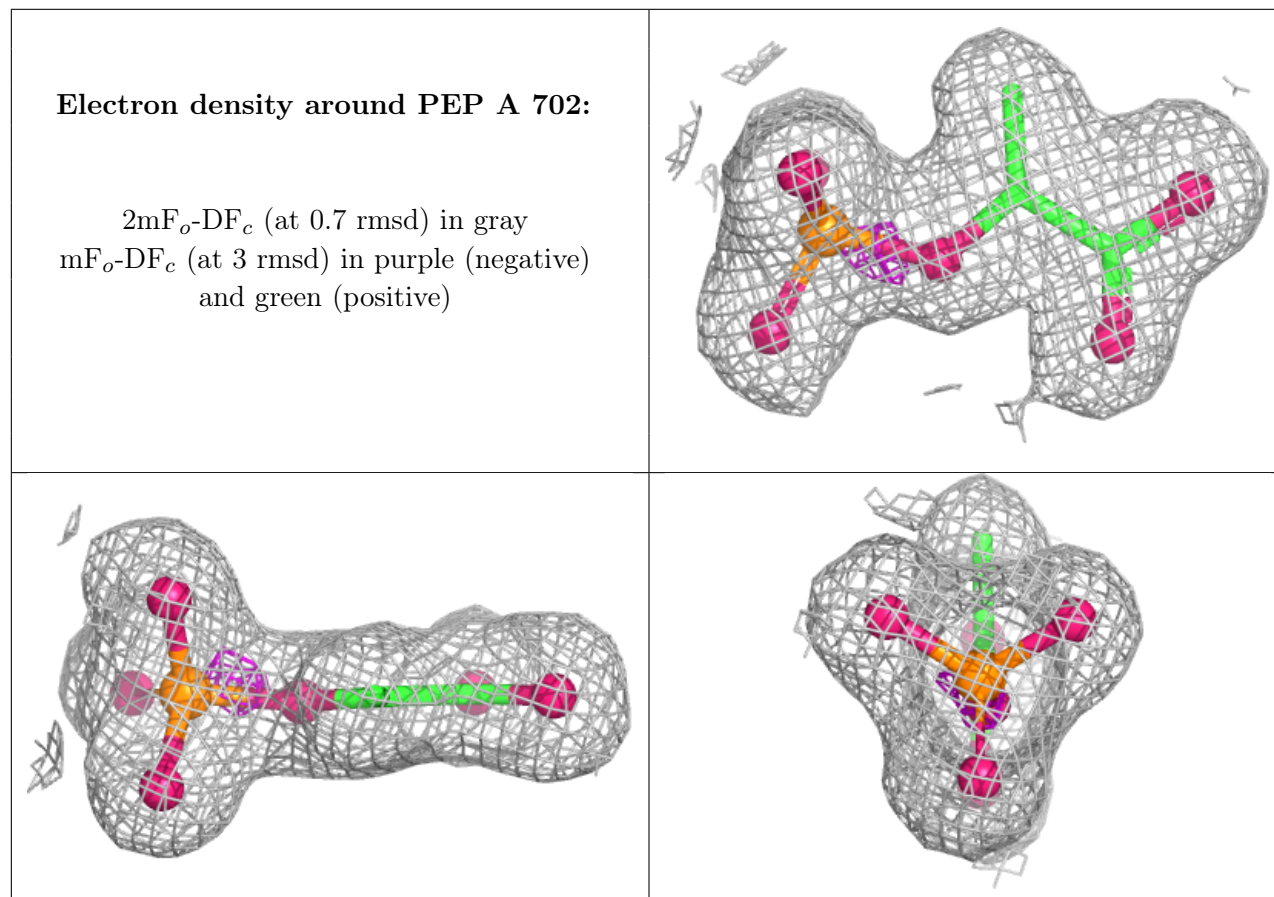 Electron density around PEP A 702:
2mFo-DFc (at 0.7 rmsd) in gray
mFo-DFc (at 3 rmsd) in purple (negative)
and green (positive)